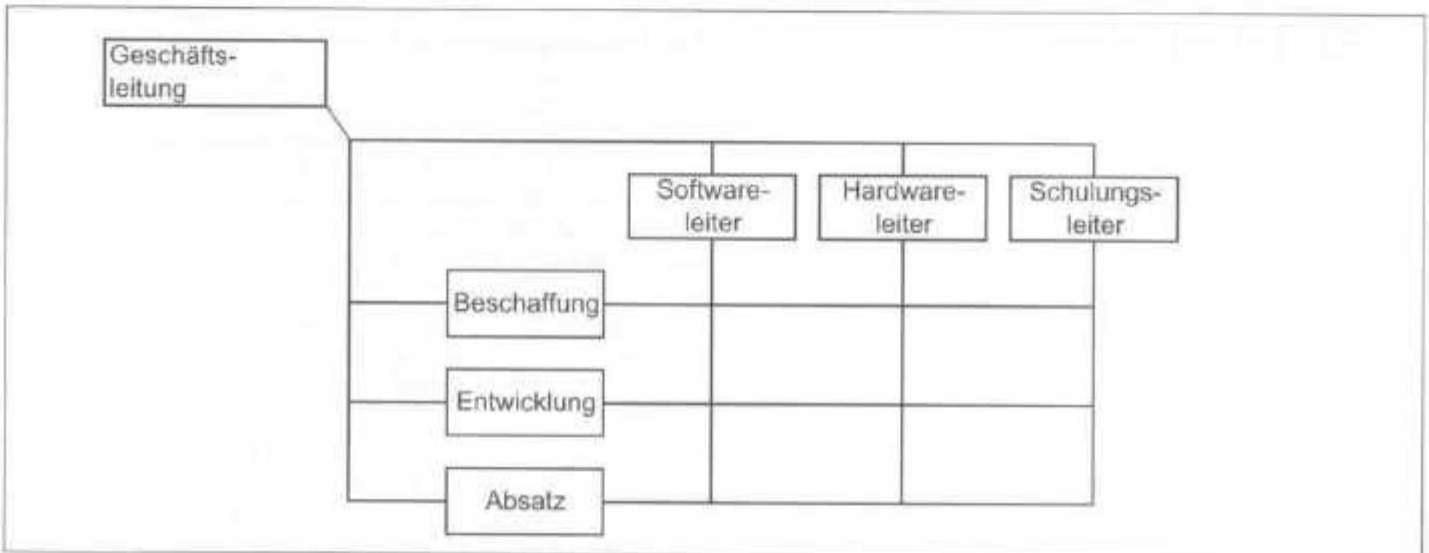 Geschäfts-
leitung
Software-
leiter
Hardware-
leiter
Schulungs-
leiter
Beschaffung
Entwicklung
Absatz